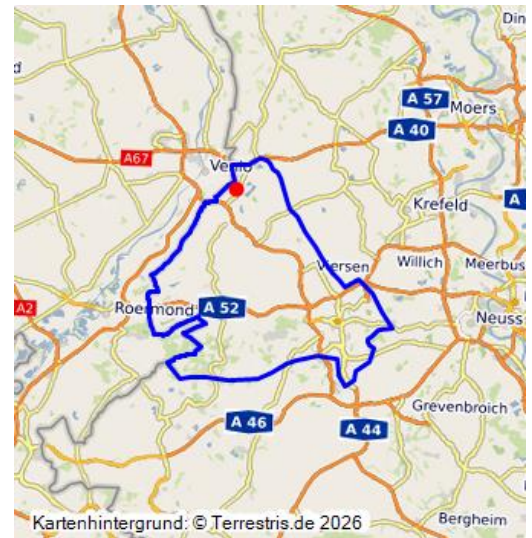 Din
A 57
Moers
A 40
A67
Venlo
Krefeld
A
Viersen
Willich
Meerbus
A2
Roermond
A 52
Neuss
Grevenbroich
A 46
A 44
Bergheim
Kartenhintergrund: © Terrestris.de 2026